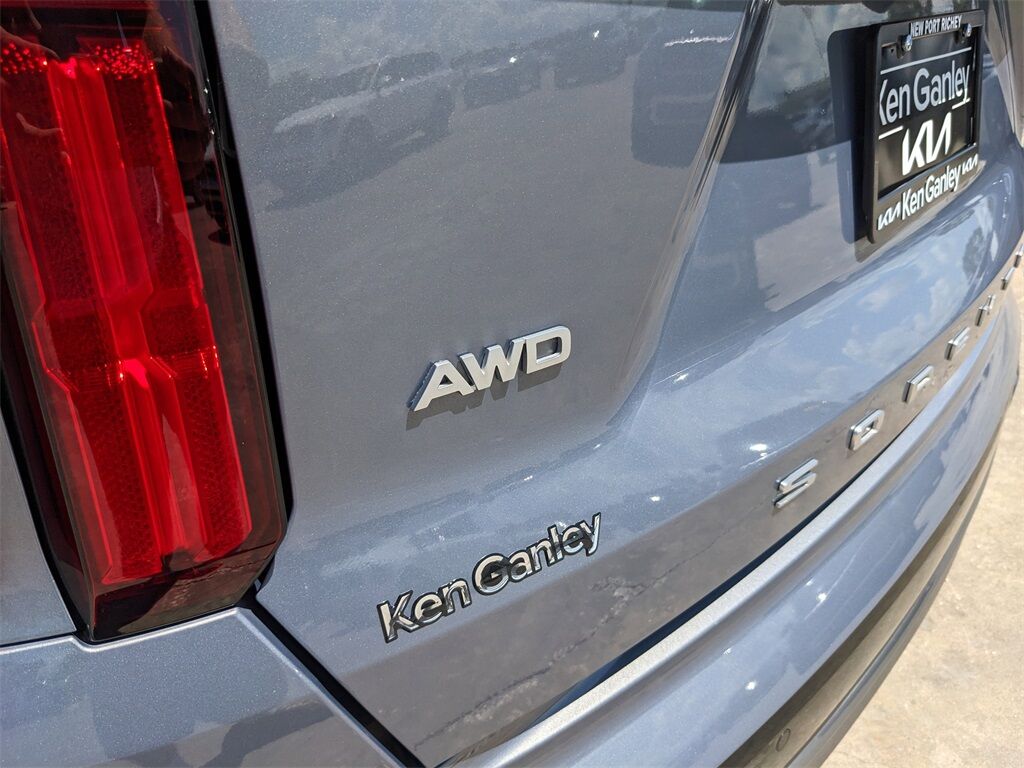 NEW PORT RICHEY
Ken Ganley
KIA
KIA Ken Ganley KIA
AWD
SORENTO
Ken Ganley